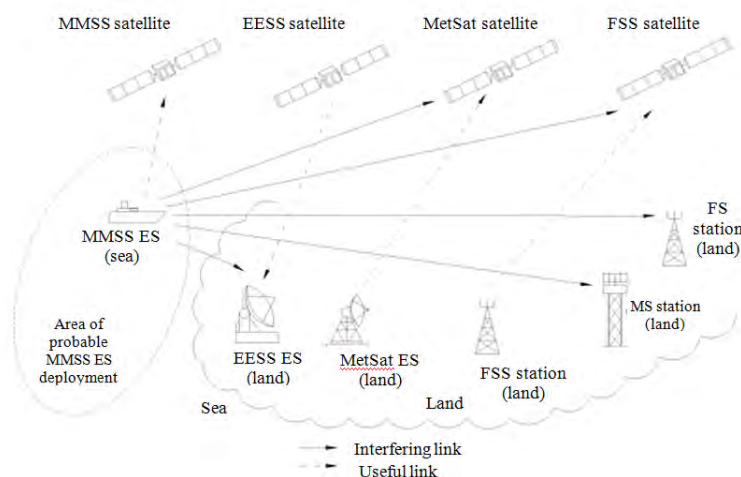 MMSS satellite
EESS satellite
MetSat satellite
FSS satellite
MMSS ES
(sea)
FS
station
(land)
MS station
(land)
Area of
probable
MMSS ES
deployment
EESS ES
(land)
MetSat ES
(land)
FSS station
(land)
Sea
Land
Interfering link
Useful link